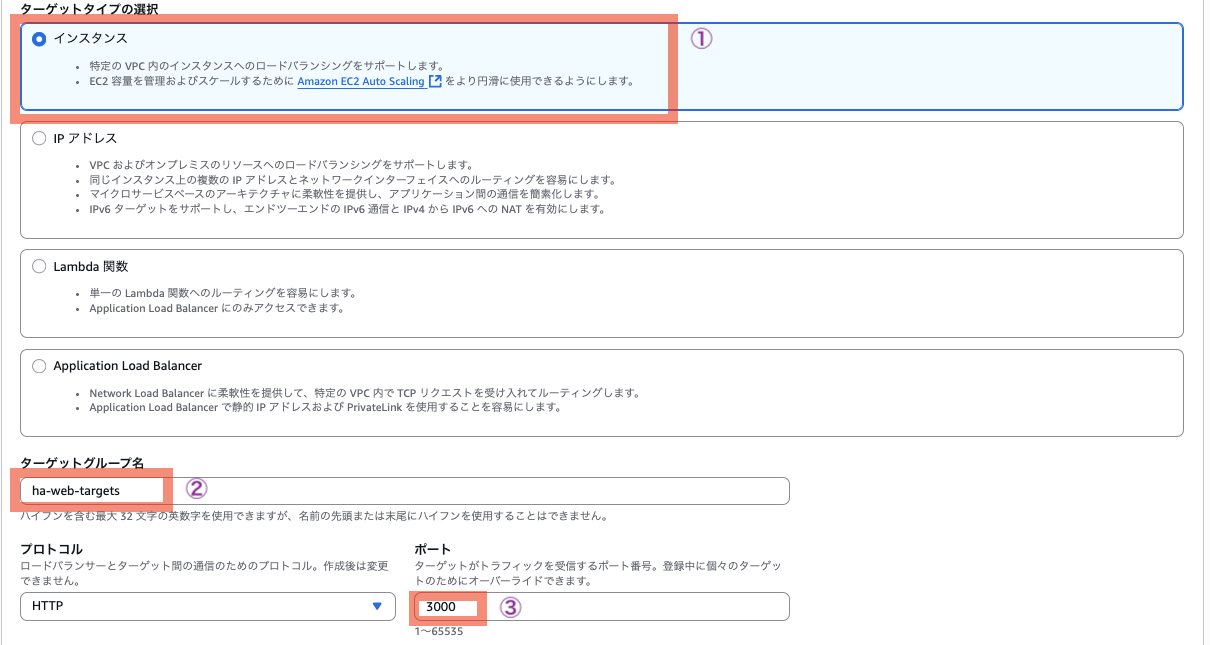 ターゲットタイプの選択
インスタンス
①
特定の VPC 内のインスタンスへのロードバランシングをサポートします。
EC2 容量を管理およびスケールするために Amazon EC2 Auto Scaling をより円滑に使用できるようにします。
IP アドレス
VPC およびオンプレミスのリソースへのロードバランシングをサポートします。
同じインスタンス上の複数の IP アドレスとネットワークインターフェイスへのルーティングを容易にします。
マイクロサービスベースのアーキテクチャに柔軟性を提供し、アプリケーション間の通信を簡素化します。
IPv6 ターゲットをサポートし、エンドツーエンドの IPv6 通信と IPv4 から IPv6 への NAT を有効にします。
Lambda 関数
単一の Lambda 関数へのルーティングを容易にします。
Application Load Balancer にのみアクセスできます。
Application Load Balancer
Network Load Balancer に柔軟性を提供して、特定の VPC 内で TCP リクエストを受け入れてルーティングします。
Application Load Balancer で静的 IP アドレスおよび PrivateLink を使用することを容易にします。
ターゲットグループ名
ha-web-targets
②
ハイフンを含む最大 32 文字の英数字を使用できますが、名前の先頭または末尾にハイフンを使用することはできません。
プロトコル
ロードバランサーとターゲット間の通信のためのプロトコル。作成後は変更
できません。
HTTP
ポート
ターゲットがトラフィックを受信するポート番号。登録中に個々のターゲッ
トのためにオーバーライドできます。
3000
③
1～65535